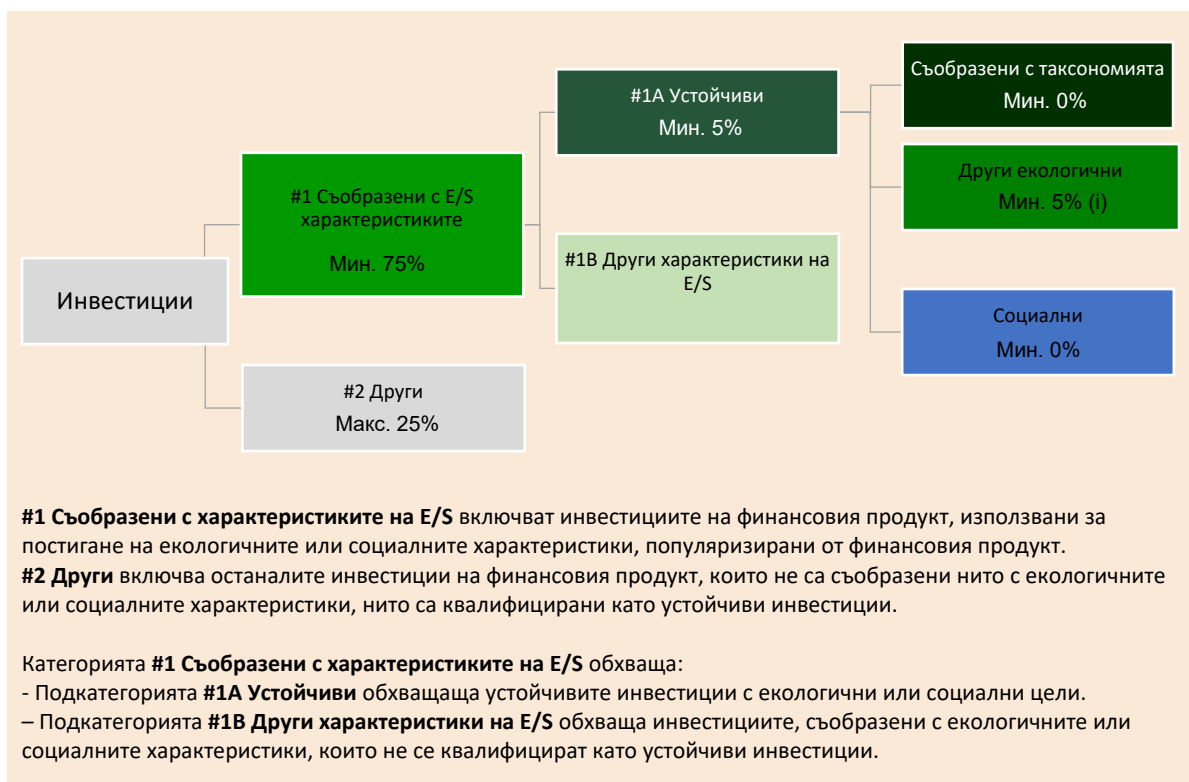 Инвестиции
#1 Съобразени с E/S
характеристиките
Мин. 75%
#2 Други
Макс. 25%
#1A Устойчиви
Мин. 5%
#1B Други характеристики на
E/S
Съобразени с таксономията
Мин. 0%
Други екологични
Мин. 5% (i)
Социални
Мин. 0%
#1 Съобразени с характеристиките на E/S включват инвестициите на финансовия продукт, използвани за
постигане на екологичните или социалните характеристики, популяризирани от финансовия продукт.
#2 Други включва останалите инвестиции на финансовия продукт, които не са съобразени нито с екологичните
или социалните характеристики, нито са квалифицирани като устойчиви инвестиции.
Категорията #1 Съобразени с характеристиките на E/S обхваща:
- Подкатегорията #1A Устойчиви обхващаща устойчивите инвестиции с екологични или социални цели.
– Подкатегорията #1B Други характеристики на E/S обхваща инвестициите, съобразени с екологичните или
социалните характеристики, които не се квалифицират като устойчиви инвестиции.